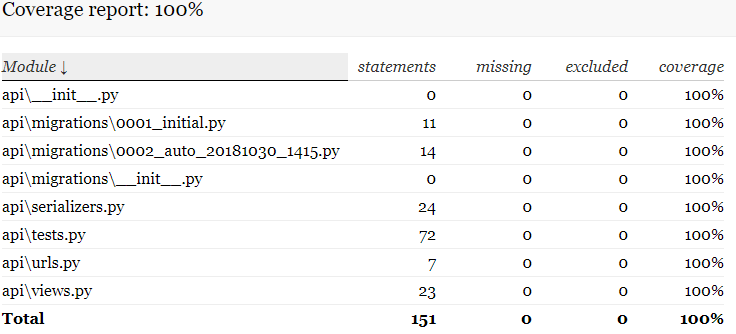 Coverage report: 100%
Module ↓ statements missing excluded coverage
api\__init__.py 0 0 0 100%
api\migrations\0001_initial.py 11 0 0 100%
api\migrations\0002_auto_20181030_1415.py 14 0 0 100%
api\migrations\__init__.py 0 0 0 100%
api\serializers.py 24 0 0 100%
api\tests.py 72 0 0 100%
api\urls.py 7 0 0 100%
api\views.py 23 0 0 100%
Total 151 0 0 100%